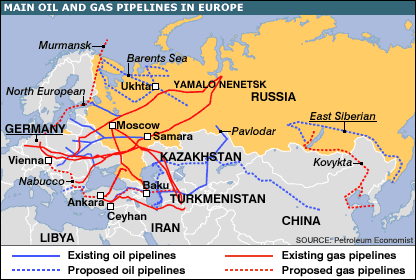 MAIN OIL AND GAS PIPELINES IN EUROPE
Murmansk
Barents Sea
YAMALO NENETSK
Ukhta
North European
RUSSIA
East Siberian
GERMANY
Moscow
Samara
Pavlodar
Vienna
KAZAKHSTAN
Kovykta
Nabucco
Baku
TURKMENISTAN
Ankara
Ceyhan
CHINA
LIBYA
IRAN
SOURCE: Petroleum Economist
Existing oil pipelines
Existing gas pipelines
Proposed oil pipelines
Proposed gas pipelines